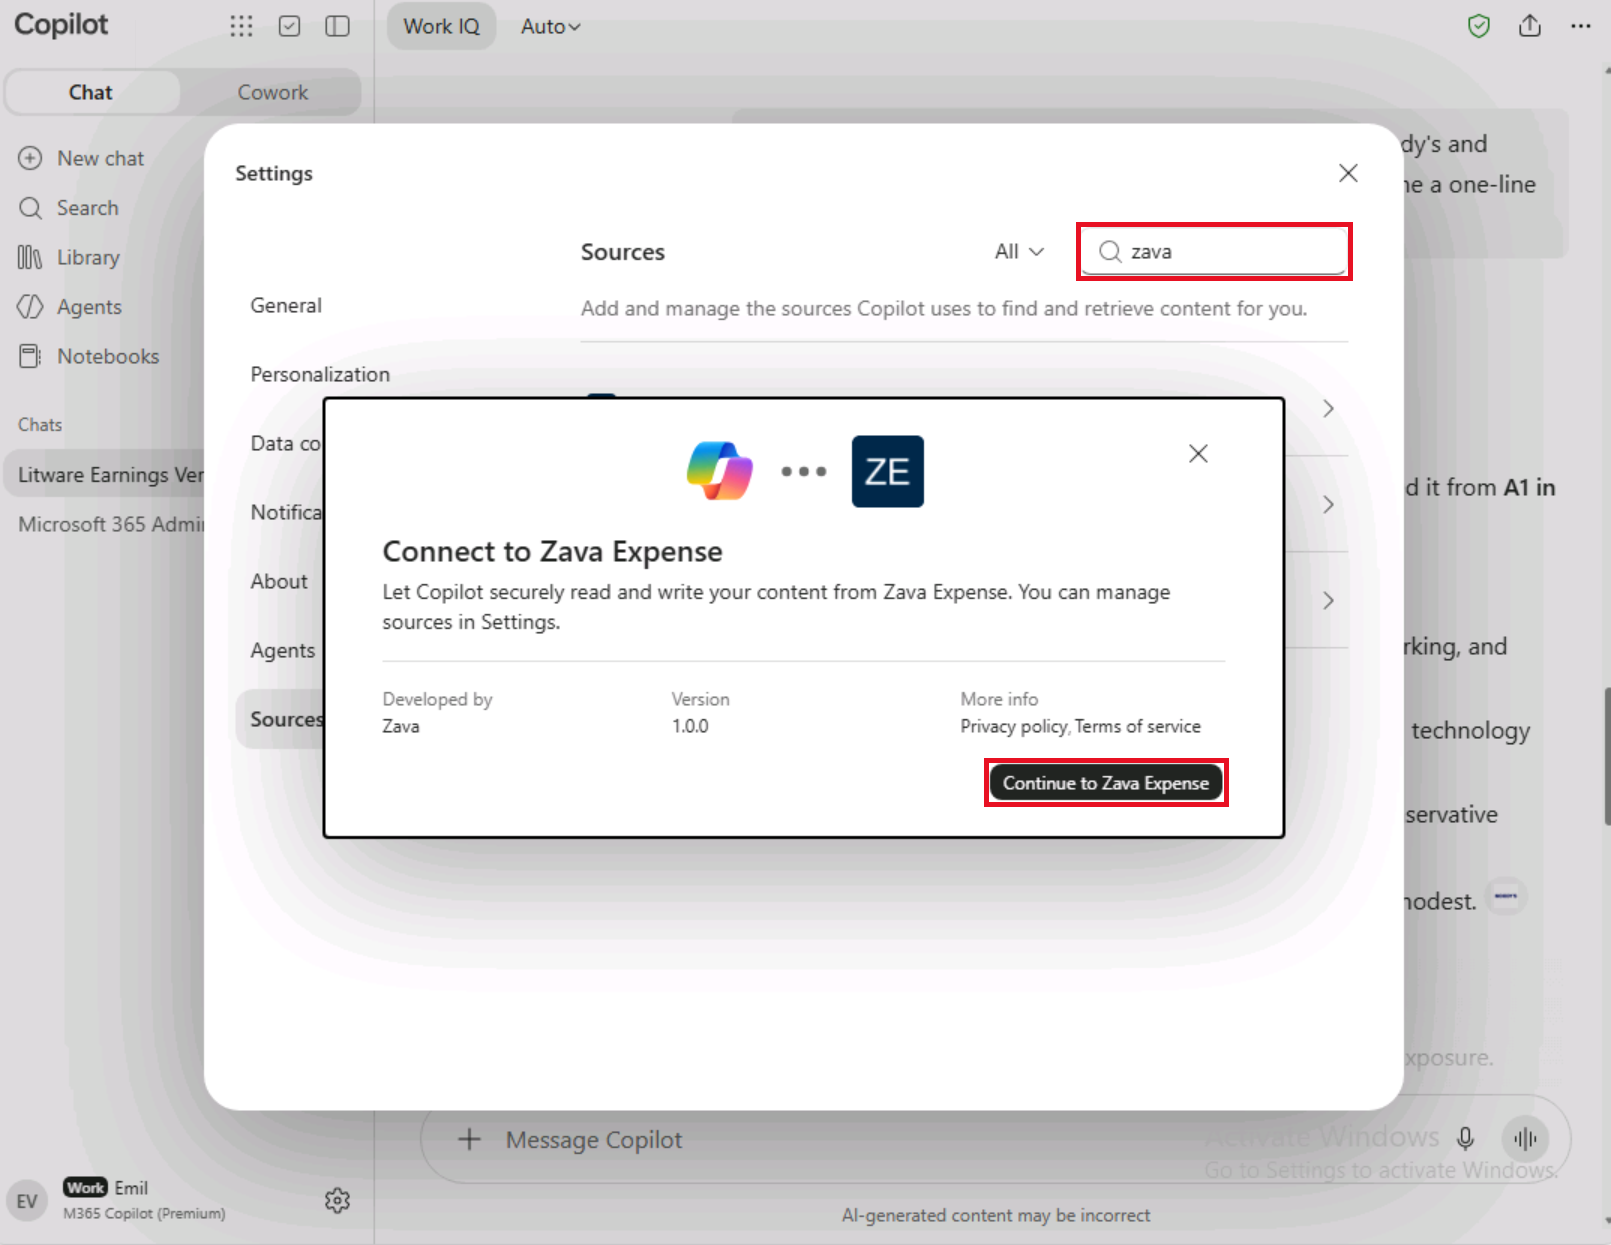 Copilot
Work IQ
Auto
Chat
Cowork
New chat
Search
Library
Agents
Notebooks
Chats
Litware Earnings Ver
Microsoft 365 Admi
dy's and
a one-line
Settings
General
Personalization
Data co
Notifica
About
Agents
Sources
Sources
All
zava
Add and manage the sources Copilot uses to find and retrieve content for you.
ZE
Connect to Zava Expense
Let Copilot securely read and write your content from Zava Expense. You can manage
sources in Settings.
Developed by
Zava
Version
1.0.0
More info
Privacy policy, Terms of service
Continue to Zava Expense
d it from A1 in
rking, and
technology
servative
modest.
xposure.
Message Copilot
Activate Windows
Go to Settings to activate Windows.
AI-generated content may be incorrect
EV
Work Emil
M365 Copilot (Premium)